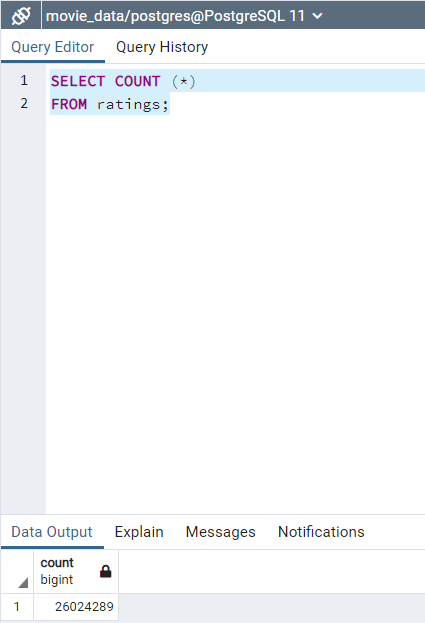 movie_data/postgres@PostgreSQL 11
Query Editor Query History
1 SELECT COUNT (*)
2 FROM ratings;
Data Output Explain Messages Notifications
count
bigint
1 26024289